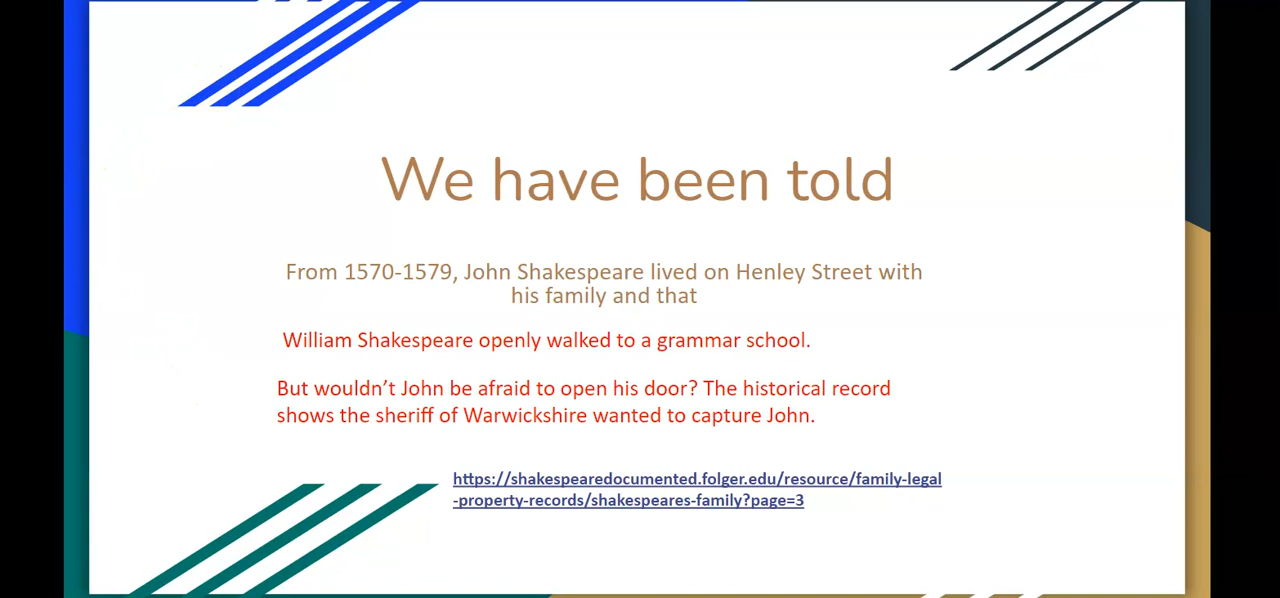 We have been told
From 1570-1579, John Shakespeare lived on Henley Street with
his family and that
William Shakespeare openly walked to a grammar school.
But wouldn’t John be afraid to open his door? The historical record
shows the sheriff of Warwickshire wanted to capture John.
https://shakespearedocumented.folger.edu/resource/family-legal
-property-records/shakespeares-family?page=3